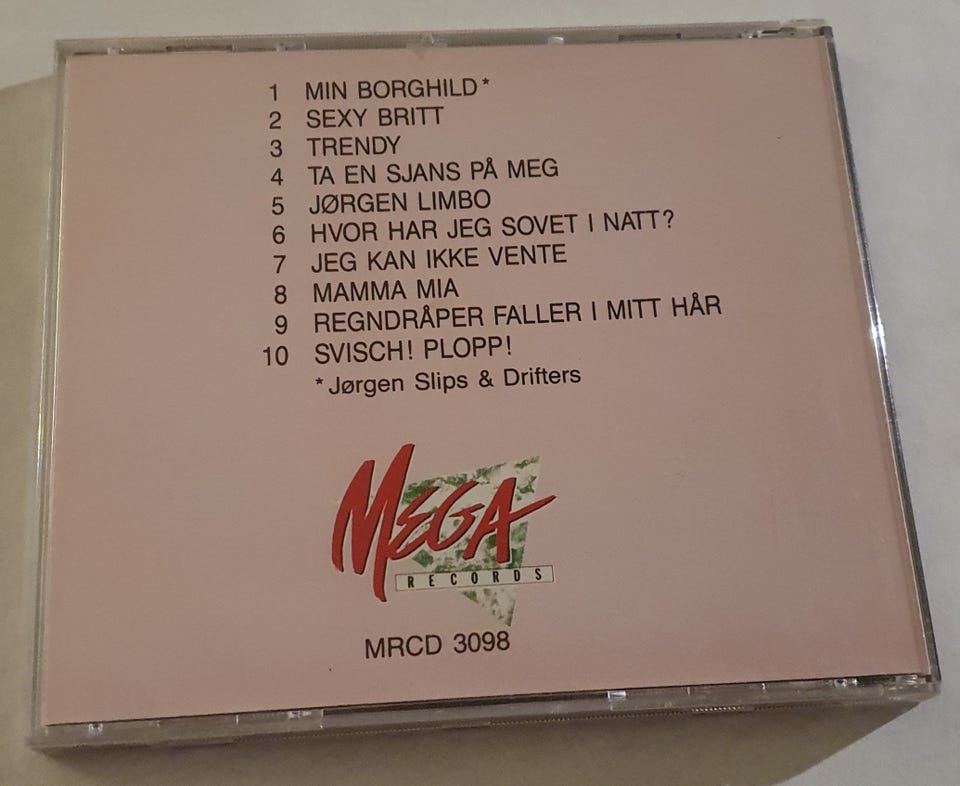 1 MIN BORGHILD*
2 SEXY BRITT
3 TRENDY
4 TA EN SJANS PÅ MEG
5 JØRGEN LIMBO
6 HVOR HAR JEG SOVET I NATT?
7 JEG KAN IKKE VENTE
8 MAMMA MIA
9 REGNDRÅPER FALLER I MITT HÅR
10 SVISCH! PLOPP!
*Jørgen Slips & Drifters
MEGA
RECORDS
MRCD 3098